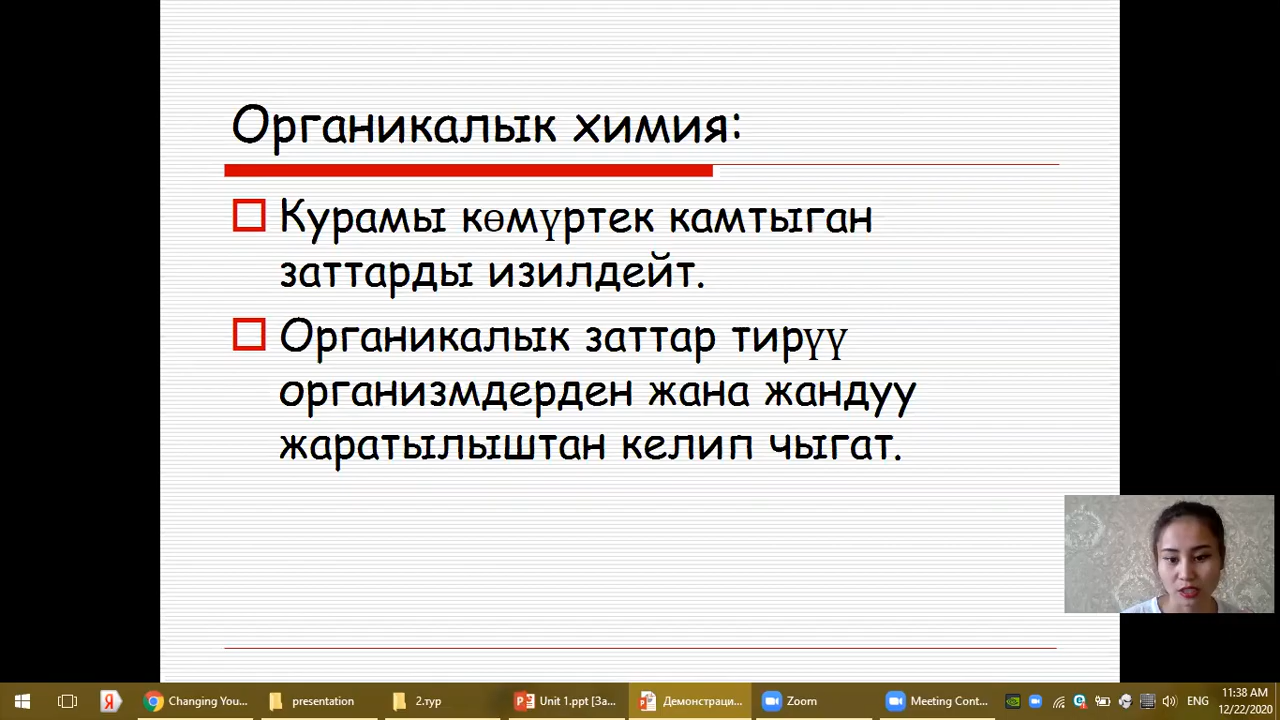 Органикалык химия:
Курамы көмүртек камтыган
заттарды изилдейт.
Органикалык заттар тирүү
организмдерден жана жандуу
жаратылыштан келип чыгат.
Changing You...
presentation
2.тур
Unit 1.ppt [За...
Демонстраци...
Zoom
Meeting Cont...
ENG
11:38 AM
12/22/2020